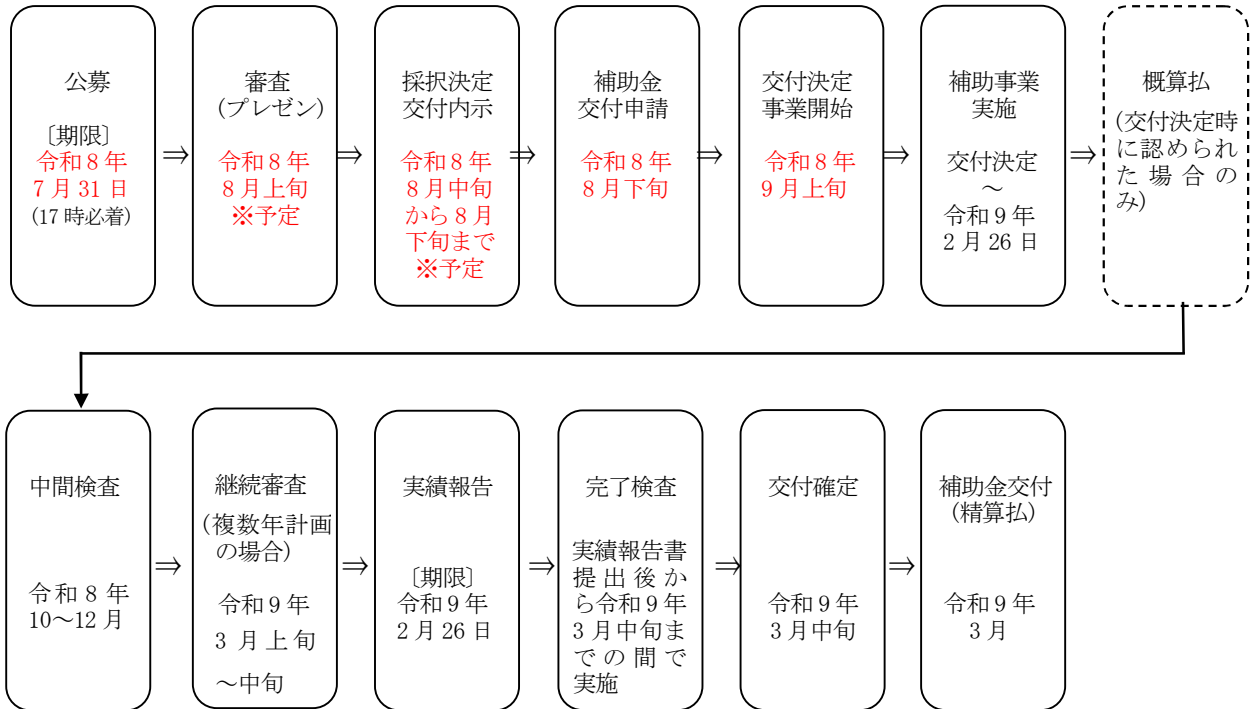 公募
〔期限〕
令和８年
７月31日
(17時必着)
⇒
審査
(プレゼン)
令和８年
８月上旬
※予定
⇒
採択決定
交付内示
令和８年
８月中旬
から８月
下旬まで
※予定
⇒
補助金
交付申請
令和８年
８月下旬
⇒
交付決定
事業開始
令和８年
９月上旬
⇒
補助事業
実施
交付決定
～
令和９年
２月26日
⇒
概算払
(交付決定時
に認められ
た場合の
み)
中間検査
令和８年
10～12月
⇒
継続審査
(複数年計画
の場合)
令和９年
３月上旬
～中旬
⇒
実績報告
〔期限〕
令和９年
２月26日
⇒
完了検査
実績報告書
提出後か
ら令和９年
３月中旬ま
での間で
実施
⇒
交付確定
令和９年
３月中旬
⇒
補助金交付
(精算払)
令和９年
３月